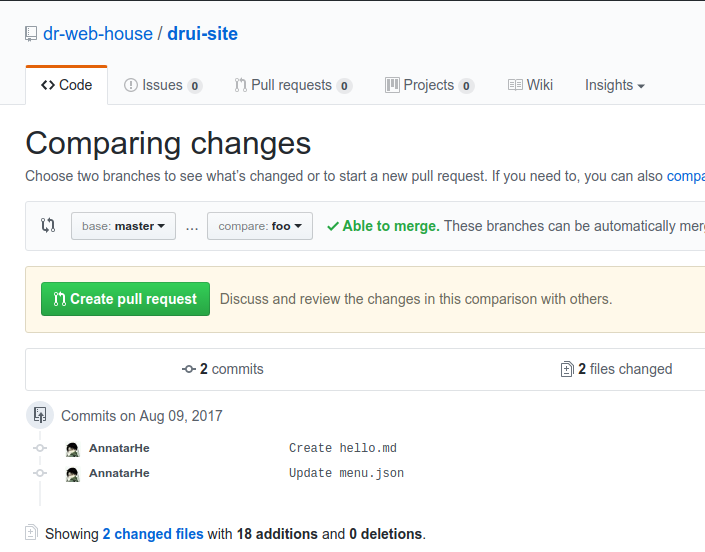 dr-web-house / drui-site
Code Issues 0 Pull requests 0 Projects 0 Wiki Insights
Comparing changes
Choose two branches to see what's changed or to start a new pull request. If you need to, you can also
base: master ... compare: foo Able to merge. These branches can be automatically
Create pull request Discuss and review the changes in this comparison with others.
2 commits 2 files changed
Commits on Aug 09, 2017
AnnatarHe Create hello.md
AnnatarHe Update menu.json
Showing 2 changed files with 18 additions and 0 deletions.